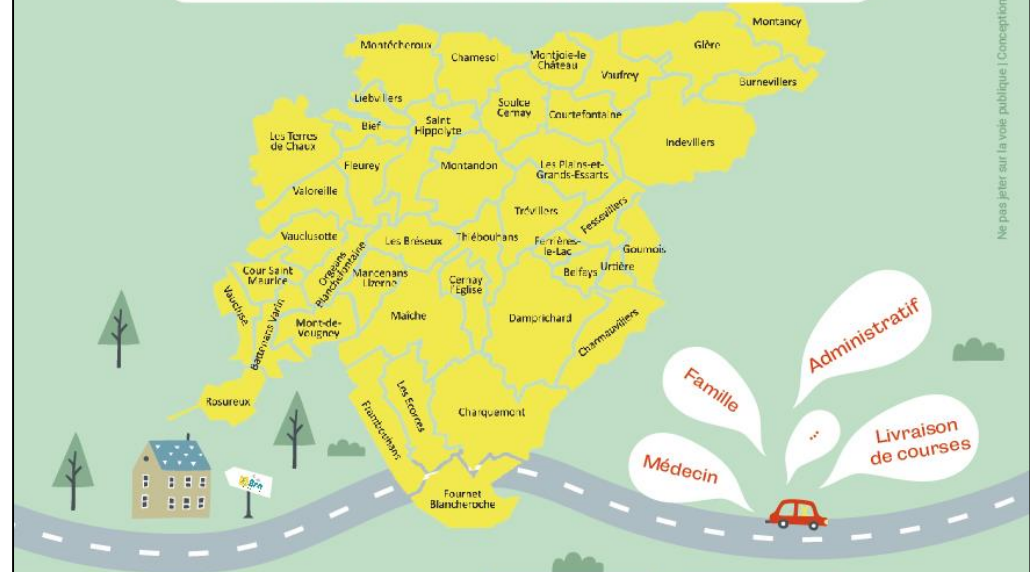 Montancy
Montécheroux
Glère
Chamesol
Montjoie-le
Château
Vaufrey
Burnevillers
Liebvillers
Soulce
Cernay
Courtefontaine
Bief
Saint
Hippolyte
Les Terres
de Chaux
Indevillers
Fleurey
Montandon
Les Plains-et-
Grands-Essarts
Valoreille
Trévillers
Fessevillers
Vauclusotte
Orgeans
Blanchefontaine
Les Bréseux
Thiébouhans
Ferrières-
le-Lac
Goumois
Cour Saint
Maurice
Mancenans
Lizerne
Cernay
l'Eglise
Belfays
Urtière
Vaucluse
Battenans Varin
Mont-de-
Vougney
Maîche
Damprichard
Charmauvillers
Rosureux
Frambouhans
Les Ecorces
Charquemont
Fournet
Blancheroche
Administratif
Famille
...
Livraison
de courses
Médecin
Ne pas jeter sur la voie publique | Conception